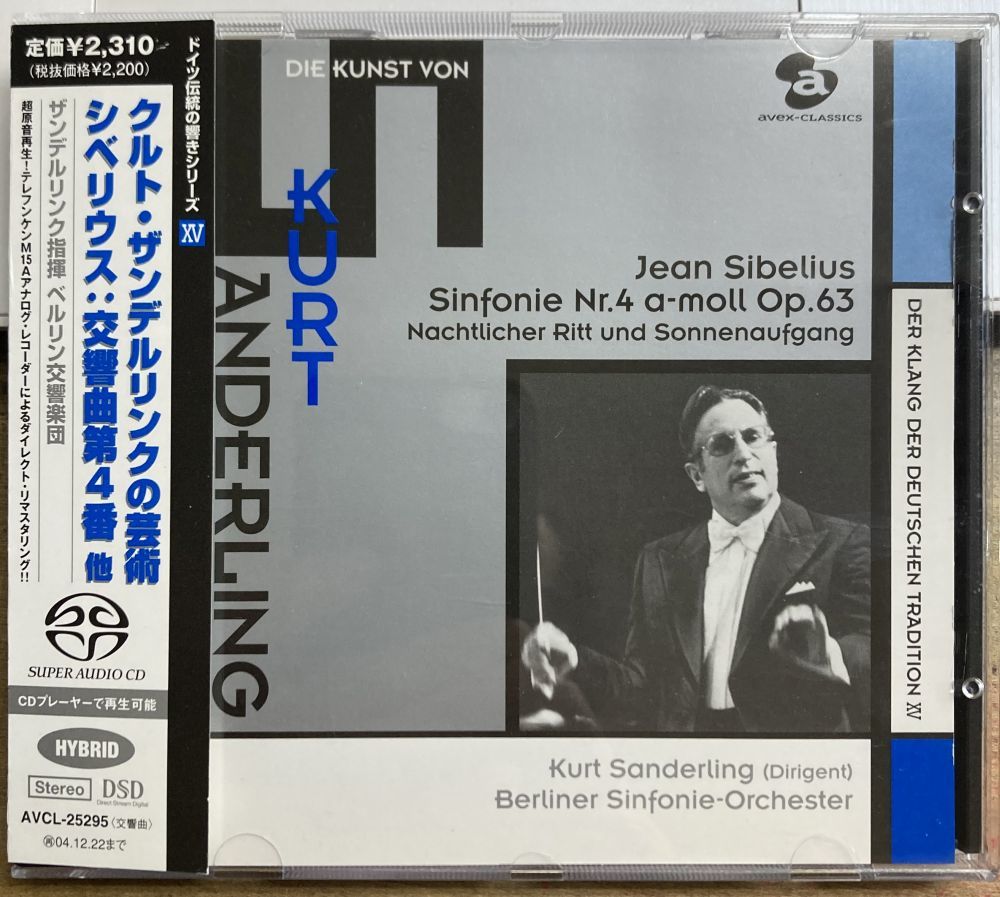 定価¥2,310
(税抜価格¥2,200)
ドイツ伝統の響きシリーズ XV
クルト・ザンデルリンクの芸術
シベリウス:交響曲第4番 他
ザンデルリンク指揮 ベルリン交響楽団
超原音再生!テレフンケンM15Aアナログ・レコーダーによるダイレクト・リマスタリング!!
SUPER AUDIO CD
CDプレーヤーで再生可能
HYBRID
Stereo DSD
Direct Stream Digital
AVCL-25295〈交響曲〉
再04.12.22まで
DIE KUNST VON
KURT
SANDERLING
a
avex-CLASSICS
Jean Sibelius
Sinfonie Nr.4 a-moll Op.63
Nachtlicher Ritt und Sonnenaufgang
DER KLANG DER DEUTSCHEN TRADITION XV
Kurt Sanderling (Dirigent)
Berliner Sinfonie-Orchester